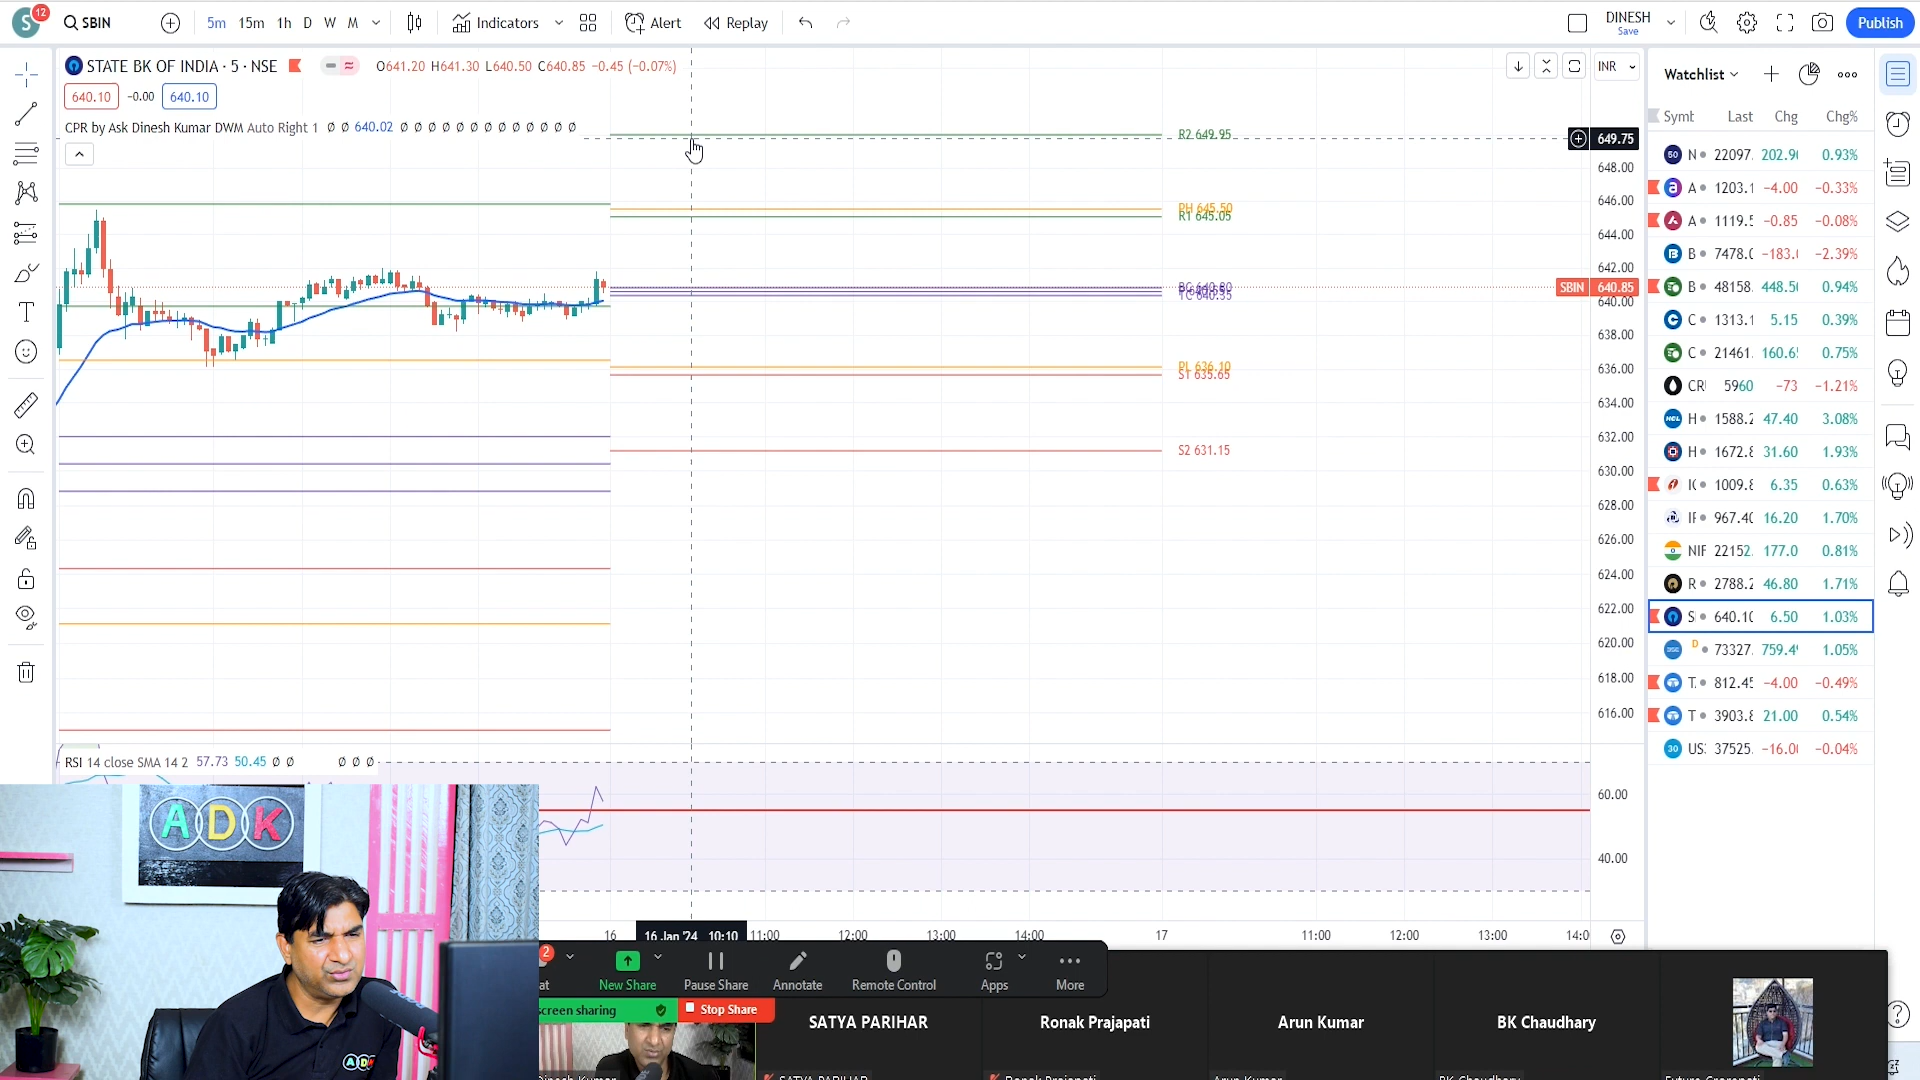 S 12 SBIN 5m 15m 1h D W M Indicators Alert Replay DINESH Save Publish
STATE BK OF INDIA · 5 · NSE O641.20 H641.30 L640.50 C640.85 −0.45 (−0.07%) INR
640.10 −0.00 640.10
CPR by Ask Dinesh Kumar DWM Auto Right 1 Ø Ø 640.02 Ø Ø Ø Ø Ø Ø Ø Ø Ø Ø Ø Ø Ø
R2 649.95
649.75
648.00
646.00
PH 645.50
R1 645.05
644.00
642.00
BC 640.80
TC 640.35
SBIN 640.85
640.00
638.00
PL 636.10
S1 635.65
636.00
634.00
632.00
S2 631.15
630.00
628.00
626.00
624.00
622.00
620.00
618.00
616.00
Watchlist
Symt Last Chg Chg%
50 N 22097. 202.9 0.93%
A 1203.1 −4.00 −0.33%
A 1119.5 −0.85 −0.08%
B 7478.0 −183. −2.39%
B 48158. 448.5 0.94%
C 1313.1 5.15 0.39%
C 21461. 160.6 0.75%
CR 5960 −73 −1.21%
HCL H 1588.2 47.40 3.08%
H 1672.8 31.60 1.93%
1009.8 6.35 0.63%
967.40 16.20 1.70%
NIF 22152. 177.0 0.81%
R 2788.2 46.80 1.71%
S 640.10 6.50 1.03%
D 73327. 759.4 1.05%
T. 812.45 −4.00 −0.49%
T 3903.8 21.00 0.54%
30 US 37525. −16.0 −0.04%
RSI 14 close SMA 14 2 57.73 50.45 Ø Ø Ø Ø Ø
60.00
40.00
16 16 Jan '24 10:10 11:00 12:00 13:00 14:00 17 11:00 12:00 13:00 14:0
ADK
ADK
2
at New Share Pause Share Annotate Remote Control Apps More
screen sharing Stop Share
SATYA PARIHAR Ronak Prajapati Arun Kumar BK Chaudhary